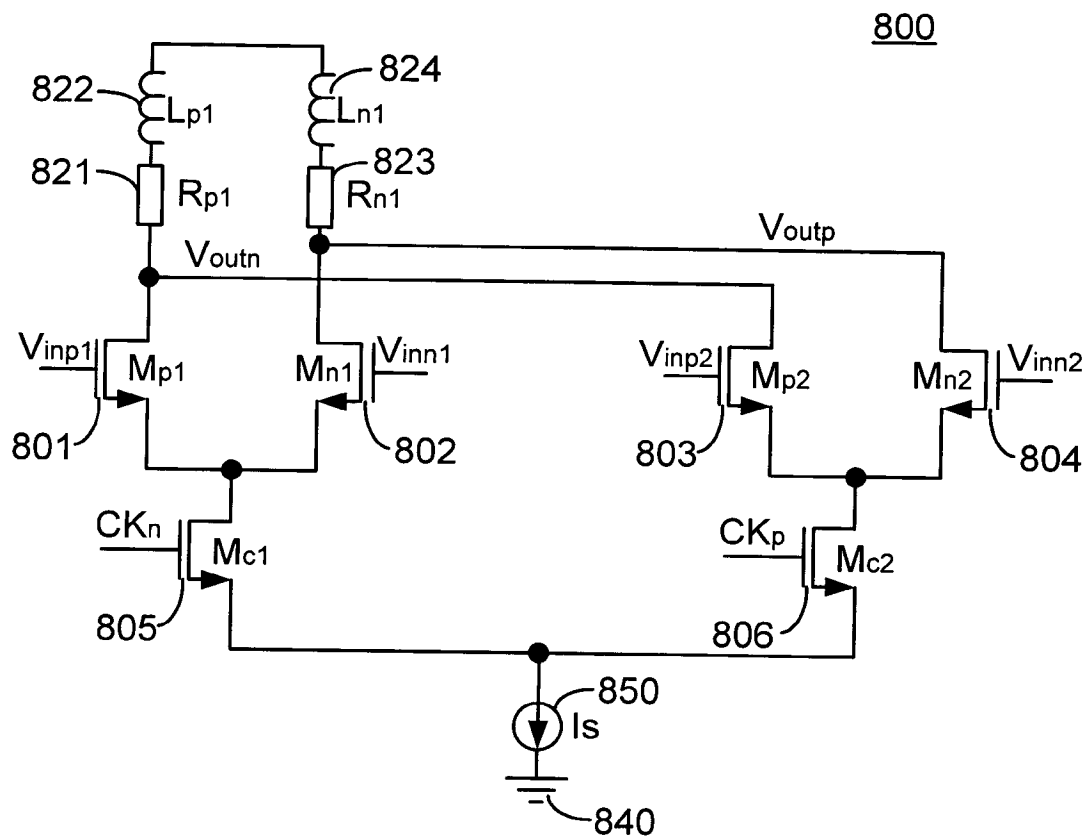 800
822
Lp1
824
Ln1
821
Rp1
823
Rn1
Voutn
Voutp
Vinp1
Mp1
Mn1
Vinn1
Vinp2
Mp2
Mn2
Vinn2
801
802
803
804
CKn
Mc1
CKp
Mc2
805
806
850
Is
840